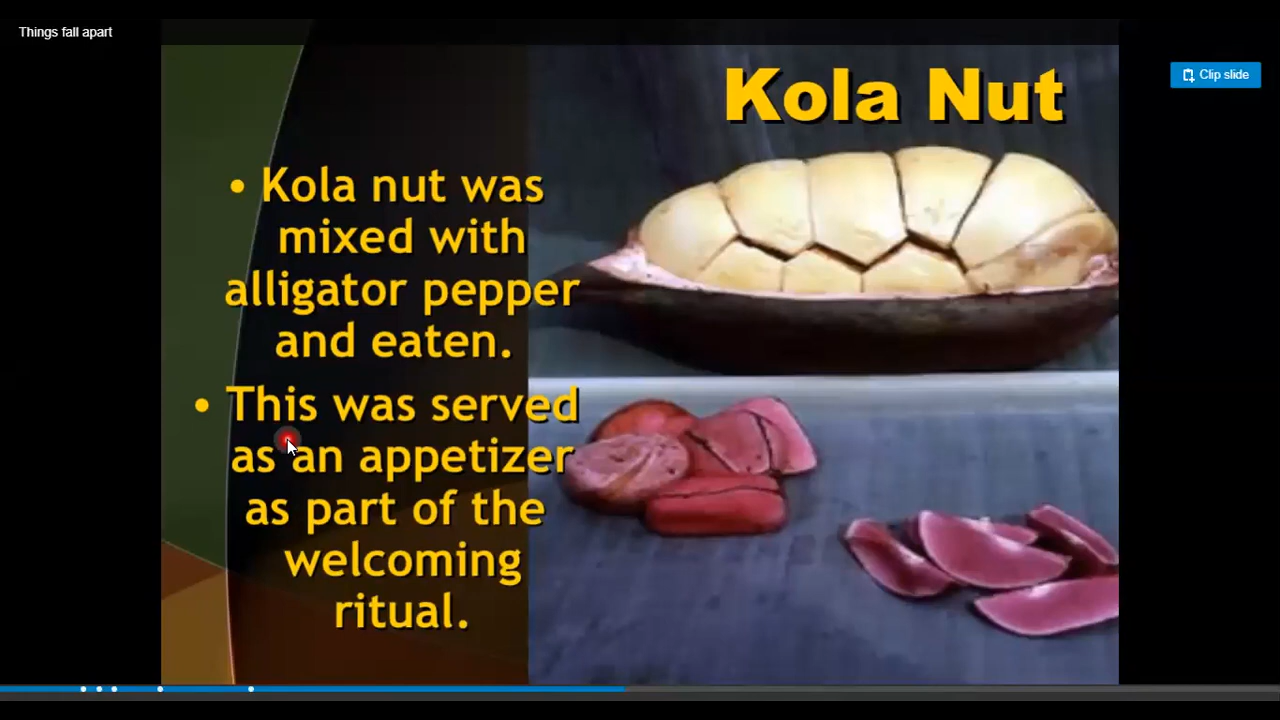 Things fall apart
Clip slide
Kola Nut
• Kola nut was
mixed with
alligator pepper
and eaten.
• This was served
as an appetizer
as part of the
welcoming
ritual.